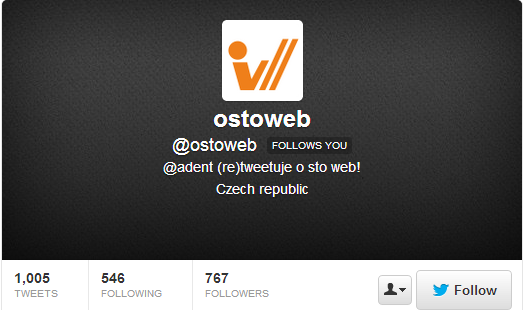 ostoweb
@ostoweb FOLLOWS YOU
@adent (re)tweetuje o sto web!
Czech republic
1,005 546 767
TWEETS FOLLOWING FOLLOWERS
Follow